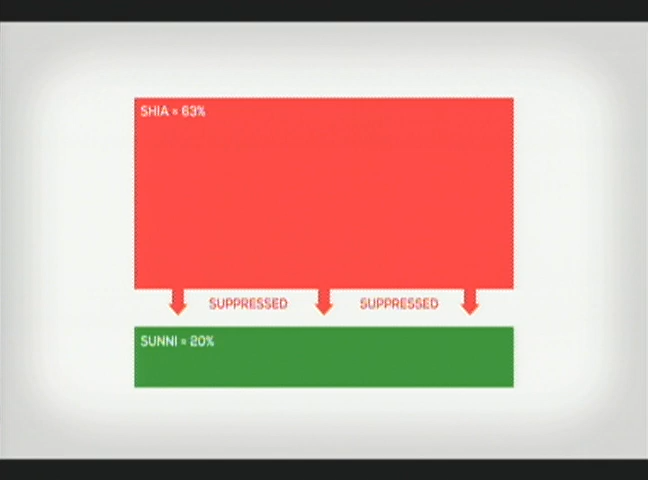 SHIA = 63%
SUPPRESSED SUPPRESSED
SUNNI = 20%